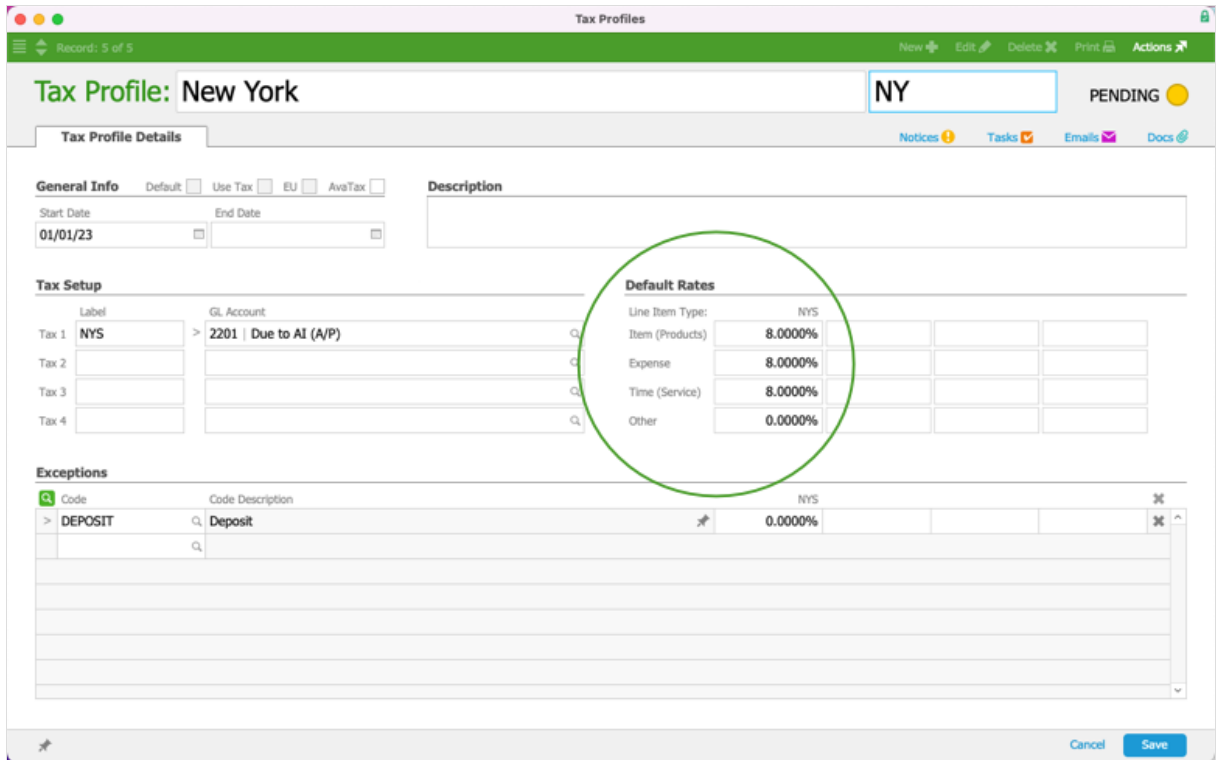 Tax Profiles
Record: 5 of 5 New Edit Delete Print Actions
Tax Profile: New York NY PENDING
Tax Profile Details Notices Tasks Emails Docs
General Info Default Use Tax EU AvaTax Description
Start Date End Date
01/01/23
Tax Setup Default Rates
Label GL Account Line Item Type: NYS
Tax 1 NYS > 2201 | Due to AI (A/P) Item (Products) 8.0000%
Tax 2 Expense 8.0000%
Tax 3 Time (Service) 8.0000%
Tax 4 Other 0.0000%
Exceptions
Code Code Description NYS
> DEPOSIT Deposit 0.0000%
Cancel Save